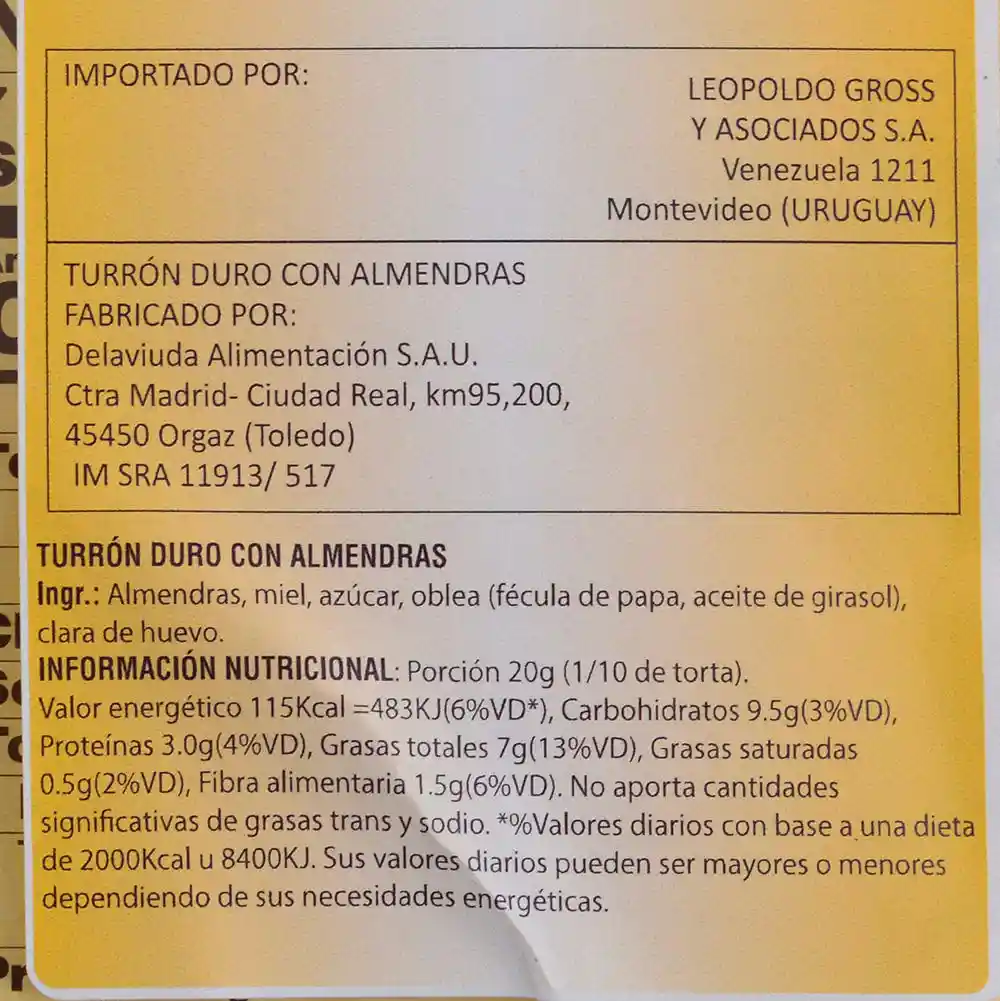 IMPORTADO POR:
LEOPOLDO GROSS
Y ASOCIADOS S.A.
Venezuela 1211
Montevideo (URUGUAY)
TURRÓN DURO CON ALMENDRAS
FABRICADO POR:
Delaviuda Alimentación S.A.U.
Ctra Madrid- Ciudad Real, km95,200,
45450 Orgaz (Toledo)
IM SRA 11913/ 517
TURRÓN DURO CON ALMENDRAS
Ingr.: Almendras, miel, azúcar, oblea (fécula de papa, aceite de girasol),
clara de huevo.
INFORMACIÓN NUTRICIONAL: Porción 20g (1/10 de torta).
Valor energético 115Kcal =483KJ(6%VD*), Carbohidratos 9.5g(3%VD),
Proteínas 3.0g(4%VD), Grasas totales 7g(13%VD), Grasas saturadas
0.5g(2%VD), Fibra alimentaria 1.5g(6%VD). No aporta cantidades
significativas de grasas trans y sodio. *%Valores diarios con base a una dieta
de 2000Kcal u 8400KJ. Sus valores diarios pueden ser mayores o menores
dependiendo de sus necesidades energéticas.